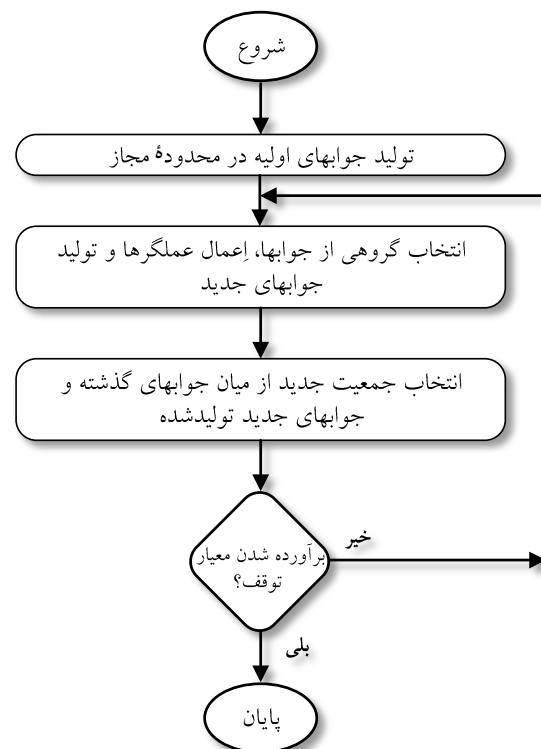 شروع
تولید جوابهای اولیه در محدودهٔ مجاز
انتخاب گروهی از جوابها، اِعمال عملگرها و تولید
جوابهای جدید
انتخاب جمعیت جدید از میان جوابهای گذشته و
جوابهای جدید تولیدشده
برآورده شدن معیار
توقف؟
خیر
بلی
پایان